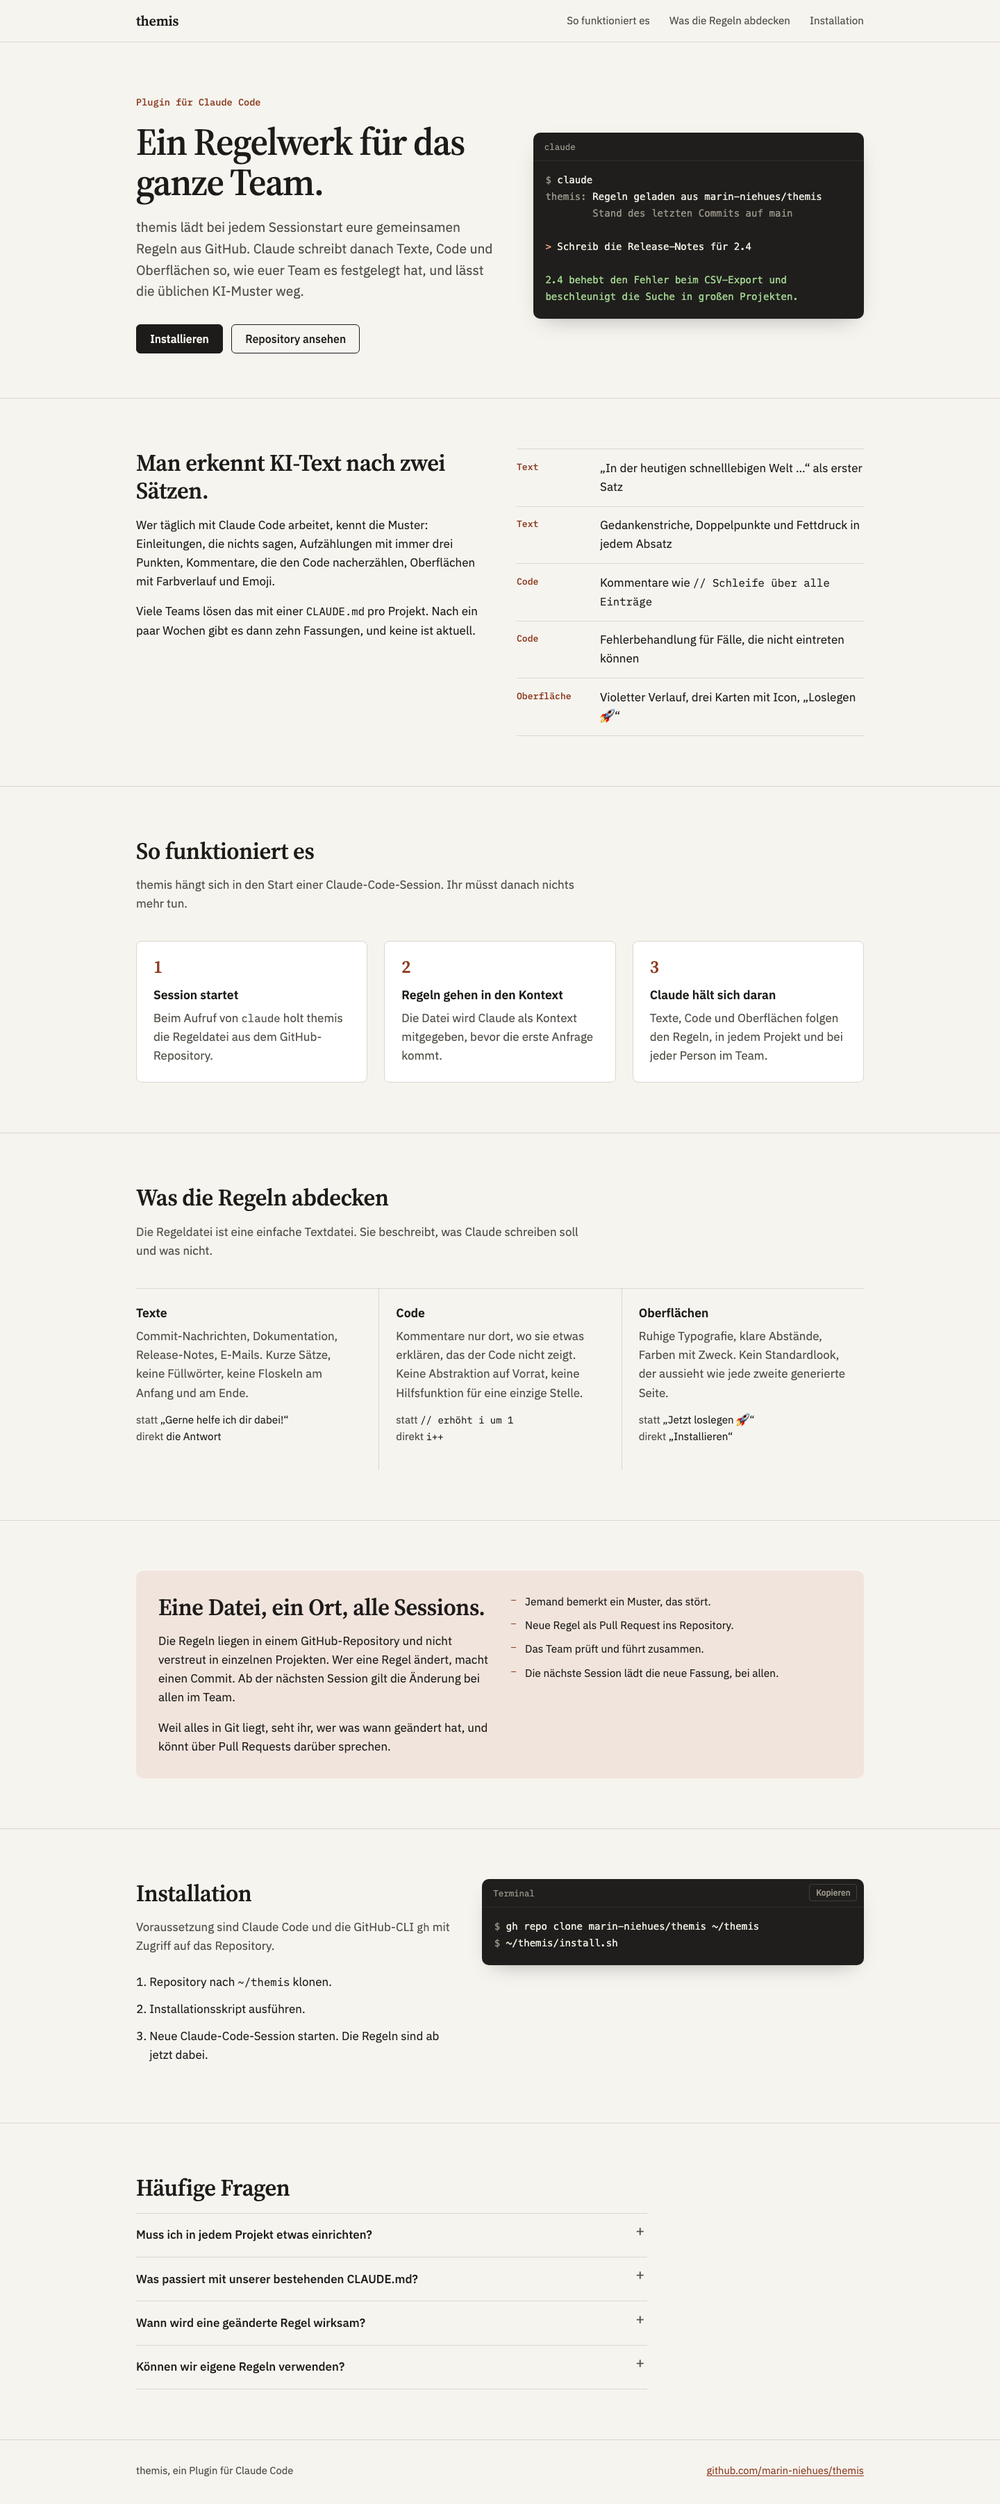 themis
So funktioniert es
Was die Regeln abdecken
Installation
Plugin für Claude Code
Ein Regelwerk für das
ganze Team.
themis lädt bei jedem Sessionstart eure gemeinsamen
Regeln aus GitHub. Claude schreibt danach Texte, Code und
Oberflächen so, wie euer Team es festgelegt hat, und lässt
die üblichen KI-Muster weg.
Installieren
Repository ansehen
claude
$ claude
themis: Regeln geladen aus marin-niehues/themis
Stand des letzten Commits auf main
> Schreib die Release-Notes für 2.4
2.4 behebt den Fehler beim CSV-Export und
beschleunigt die Suche in großen Projekten.
Man erkennt KI-Text nach zwei
Sätzen.
Wer täglich mit Claude Code arbeitet, kennt die Muster:
Einleitungen, die nichts sagen, Aufzählungen mit immer drei
Punkten, Kommentare, die den Code nacherzählen, Oberflächen
mit Farbverlauf und Emoji.
Viele Teams lösen das mit einer CLAUDE.md pro Projekt. Nach ein
paar Wochen gibt es dann zehn Fassungen, und keine ist aktuell.
Text
„In der heutigen schnelllebigen Welt …“ als erster
Satz
Text
Gedankenstriche, Doppelpunkte und Fettdruck in
jedem Absatz
Code
Kommentare wie // Schleife über alle
Einträge
Code
Fehlerbehandlung für Fälle, die nicht eintreten
können
Oberfläche
Violetter Verlauf, drei Karten mit Icon, „Loslegen
🚀“
So funktioniert es
themis hängt sich in den Start einer Claude-Code-Session. Ihr müsst danach nichts
mehr tun.
1
Session startet
Beim Aufruf von claude holt themis
die Regeldatei aus dem GitHub-
Repository.
2
Regeln gehen in den Kontext
Die Datei wird Claude als Kontext
mitgegeben, bevor die erste Anfrage
kommt.
3
Claude hält sich daran
Texte, Code und Oberflächen folgen
den Regeln, in jedem Projekt und bei
jeder Person im Team.
Was die Regeln abdecken
Die Regeldatei ist eine einfache Textdatei. Sie beschreibt, was Claude schreiben soll
und was nicht.
Texte
Commit-Nachrichten, Dokumentation,
Release-Notes, E-Mails. Kurze Sätze,
keine Füllwörter, keine Floskeln am
Anfang und am Ende.
statt „Gerne helfe ich dir dabei!“
direkt die Antwort
Code
Kommentare nur dort, wo sie etwas
erklären, das der Code nicht zeigt.
Keine Abstraktion auf Vorrat, keine
Hilfsfunktion für eine einzige Stelle.
statt // erhöht i um 1
direkt i++
Oberflächen
Ruhige Typografie, klare Abstände,
Farben mit Zweck. Kein Standardlook,
der aussieht wie jede zweite generierte
Seite.
statt „Jetzt loslegen 🚀“
direkt „Installieren“
Eine Datei, ein Ort, alle Sessions.
Die Regeln liegen in einem GitHub-Repository und nicht
verstreut in einzelnen Projekten. Wer eine Regel ändert, macht
einen Commit. Ab der nächsten Session gilt die Änderung bei
allen im Team.
Weil alles in Git liegt, seht ihr, wer was wann geändert hat, und
könnt über Pull Requests darüber sprechen.
– Jemand bemerkt ein Muster, das stört.
– Neue Regel als Pull Request ins Repository.
– Das Team prüft und führt zusammen.
– Die nächste Session lädt die neue Fassung, bei allen.
Installation
Voraussetzung sind Claude Code und die GitHub-CLI gh mit
Zugriff auf das Repository.
1. Repository nach ~/themis klonen.
2. Installationsskript ausführen.
3. Neue Claude-Code-Session starten. Die Regeln sind ab
jetzt dabei.
Terminal
Kopieren
$ gh repo clone marin-niehues/themis ~/themis
$ ~/themis/install.sh
Häufige Fragen
Muss ich in jedem Projekt etwas einrichten? +
Was passiert mit unserer bestehenden CLAUDE.md? +
Wann wird eine geänderte Regel wirksam? +
Können wir eigene Regeln verwenden? +
themis, ein Plugin für Claude Code
github.com/marin-niehues/themis